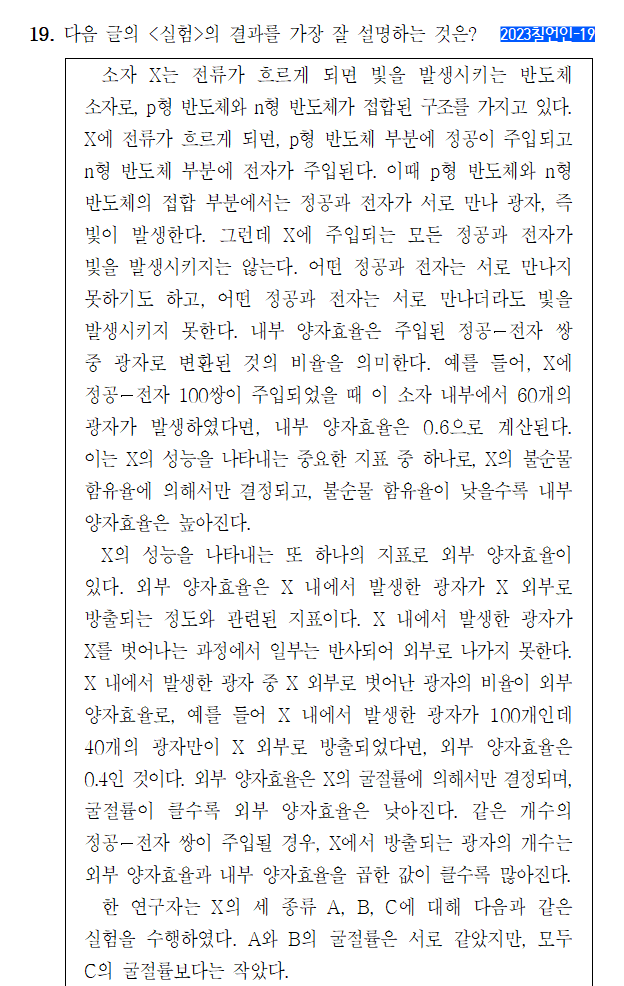 19. 다음 글의 <실험>의 결과를 가장 잘 설명하는 것은? 2023칠언인-19
소자 X는 전류가 흐르게 되면 빛을 발생시키는 반도체
소자로, p형 반도체와 n형 반도체가 접합된 구조를 가지고 있다.
X에 전류가 흐르게 되면, p형 반도체 부분에 정공이 주입되고
n형 반도체 부분에 전자가 주입된다. 이때 p형 반도체와 n형
반도체의 접합 부분에서는 정공과 전자가 서로 만나 광자, 즉
빛이 발생한다. 그런데 X에 주입되는 모든 정공과 전자가
빛을 발생시키지는 않는다. 어떤 정공과 전자는 서로 만나지
못하기도 하고, 어떤 정공과 전자는 서로 만나더라도 빛을
발생시키지 못한다. 내부 양자효율은 주입된 정공-전자 쌍
중 광자로 변환된 것의 비율을 의미한다. 예를 들어, X에
정공-전자 100쌍이 주입되었을 때 이 소자 내부에서 60개의
광자가 발생하였다면, 내부 양자효율은 0.6으로 계산된다.
이는 X의 성능을 나타내는 중요한 지표 중 하나로, X의 불순물
함유율에 의해서만 결정되고, 불순물 함유율이 낮을수록 내부
양자효율은 높아진다.
X의 성능을 나타내는 또 하나의 지표로 외부 양자효율이
있다. 외부 양자효율은 X 내에서 발생한 광자가 X 외부로
방출되는 정도와 관련된 지표이다. X 내에서 발생한 광자가
X를 벗어나는 과정에서 일부는 반사되어 외부로 나가지 못한다.
X 내에서 발생한 광자 중 X 외부로 벗어난 광자의 비율이 외부
양자효율로, 예를 들어 X 내에서 발생한 광자가 100개인데
40개의 광자만이 X 외부로 방출되었다면, 외부 양자효율은
0.4인 것이다. 외부 양자효율은 X의 굴절률에 의해서만 결정되며,
굴절률이 클수록 외부 양자효율은 낮아진다. 같은 개수의
정공-전자 쌍이 주입될 경우, X에서 방출되는 광자의 개수는
외부 양자효율과 내부 양자효율을 곱한 값이 클수록 많아진다.
한 연구자는 X의 세 종류 A, B, C에 대해 다음과 같은
실험을 수행하였다. A와 B의 굴절률은 서로 같았지만, 모두
C의 굴절률보다는 작았다.